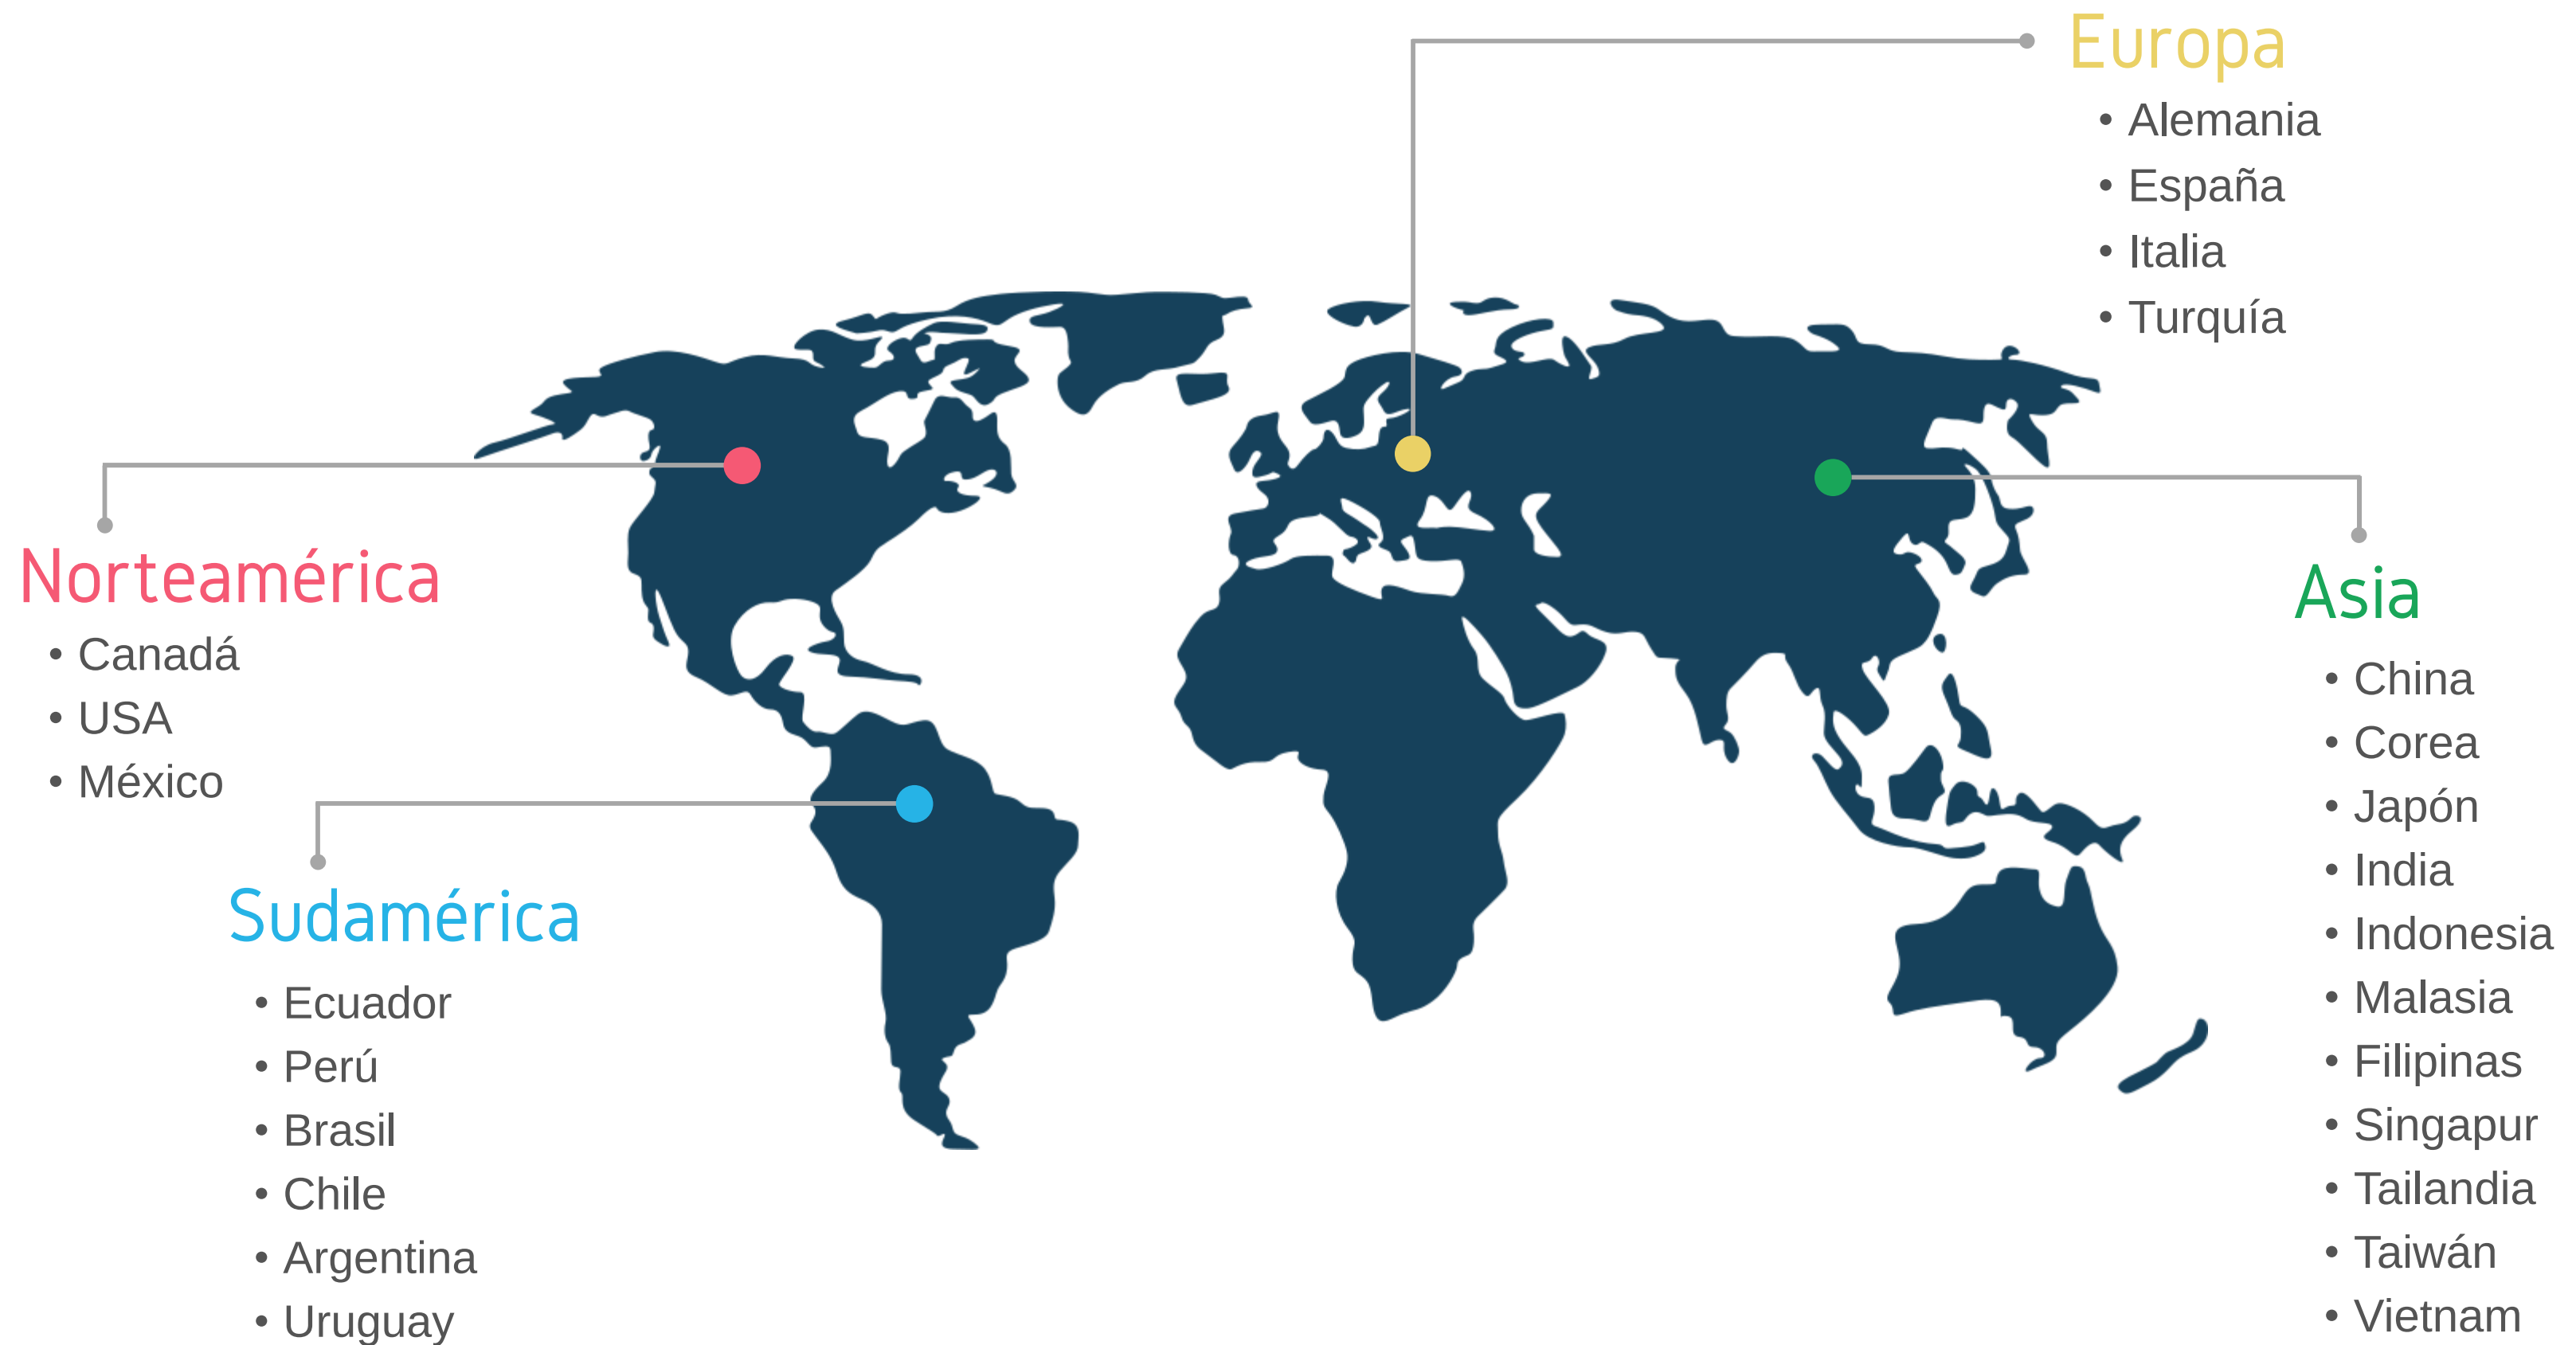 Europa
• Alemania
• España
• Italia
• Turquía
Norteamérica
• Canadá
• USA
• México
Sudamérica
• Ecuador
• Perú
• Brasil
• Chile
• Argentina
• Uruguay
Asia
• China
• Corea
• Japón
• India
• Indonesia
• Malasia
• Filipinas
• Singapur
• Tailandia
• Taiwán
• Vietnam